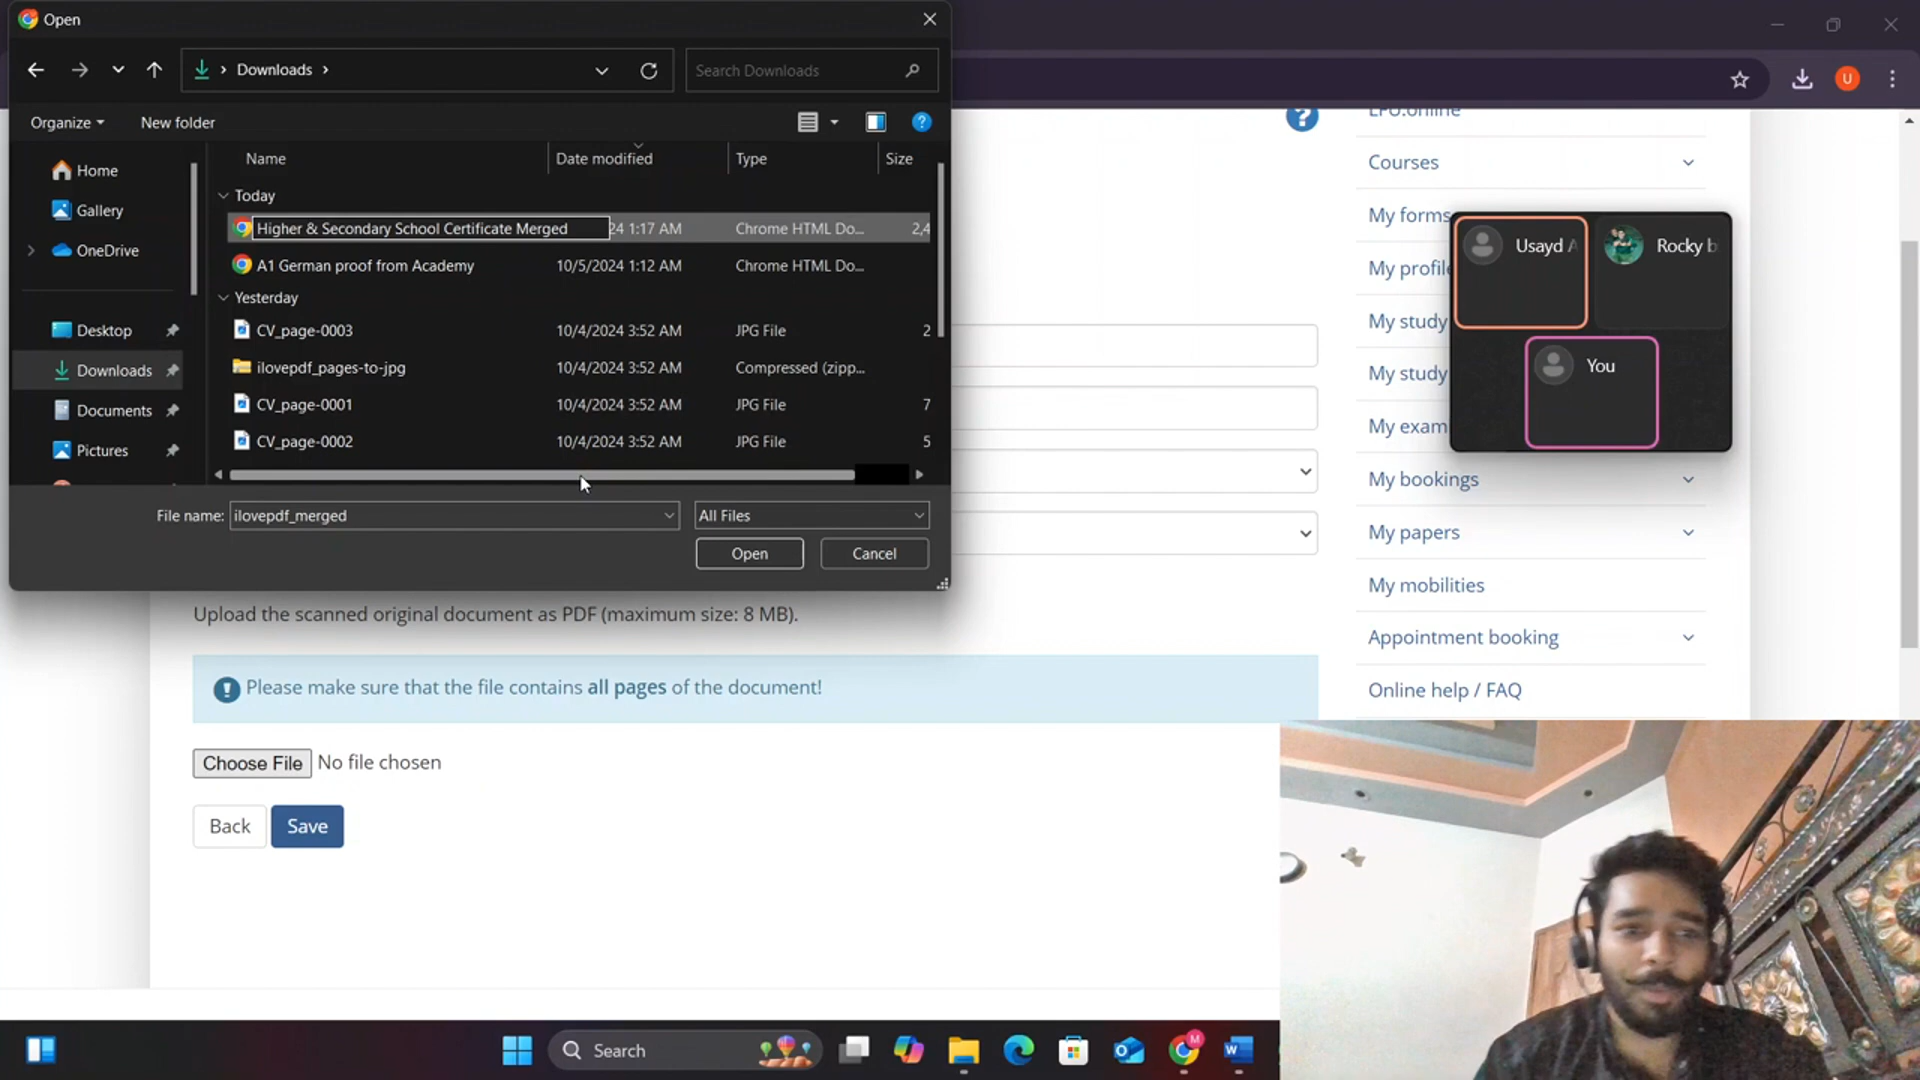 Open
Downloads
Search Downloads
Organize
New folder
Name
Date modified
Type
Size
Home
Gallery
OneDrive
Desktop
Downloads
Documents
Pictures
Today
Higher & Secondary School Certificate Merged
24 1:17 AM
Chrome HTML Do...
2,4
A1 German proof from Academy
10/5/2024 1:12 AM
Chrome HTML Do...
Yesterday
CV_page-0003
10/4/2024 3:52 AM
JPG File
2
ilovepdf_pages-to-jpg
10/4/2024 3:52 AM
Compressed (zipp...
CV_page-0001
10/4/2024 3:52 AM
JPG File
7
CV_page-0002
10/4/2024 3:52 AM
JPG File
5
File name:
ilovepdf_merged
All Files
Open
Cancel
U
Courses
My forms
My profile
My study
My study
My exam
My bookings
My papers
My mobilities
Appointment booking
Online help / FAQ
Usayd A
Rocky b
You
Upload the scanned original document as PDF (maximum size: 8 MB).
Please make sure that the file contains all pages of the document!
Choose File No file chosen
Back
Save
Search
M
W